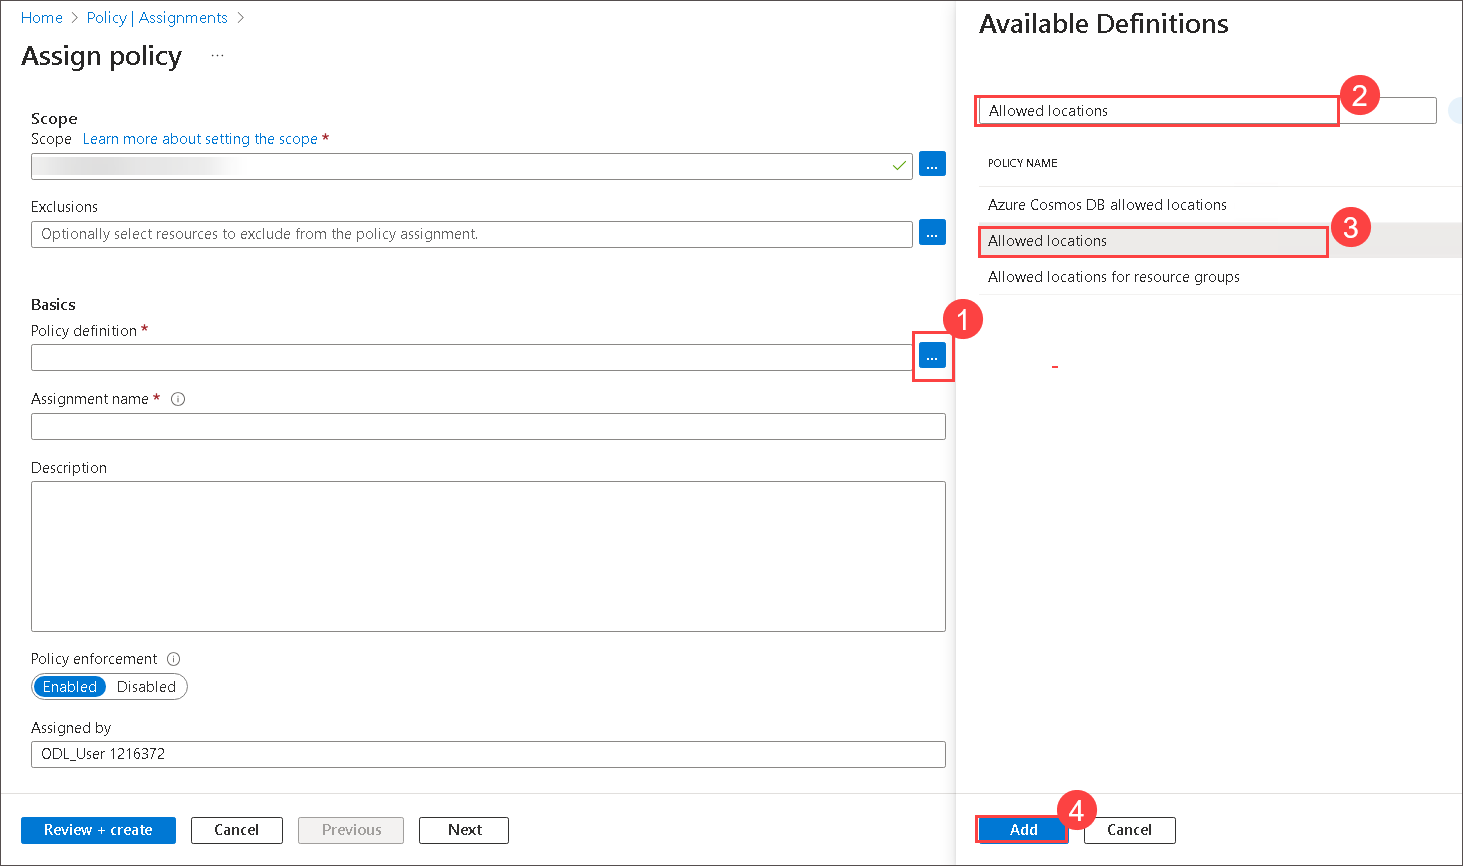 Home > Policy | Assignments >
Assign policy ...
Scope
Scope Learn more about setting the scope *
...
Exclusions
Optionally select resources to exclude from the policy assignment.
...
Basics
Policy definition *
...
1
Assignment name *
Description
Policy enforcement
Enabled Disabled
Assigned by
ODL_User 1216372
Review + create Cancel Previous Next
Available Definitions
Allowed locations
2
POLICY NAME
Azure Cosmos DB allowed locations
Allowed locations
3
Allowed locations for resource groups
Add Cancel
4